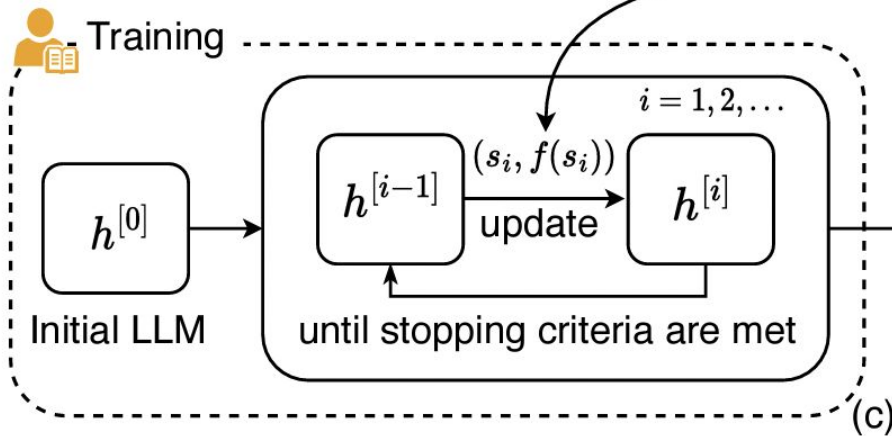 Training
i = 1, 2, ...
(s_i, f(s_i))
h^{[0]}
h^{[i-1]}
h^{[i]}
update
Initial LLM
until stopping criteria are met
(c)